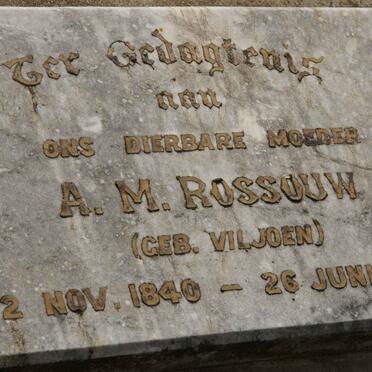 Ter Gedagtenis
aan
ONS DIERBARE MOEDER
A. M. ROSSOUW
(GEB. VILJOEN)
2 NOV. 1840 – 26 JUNI